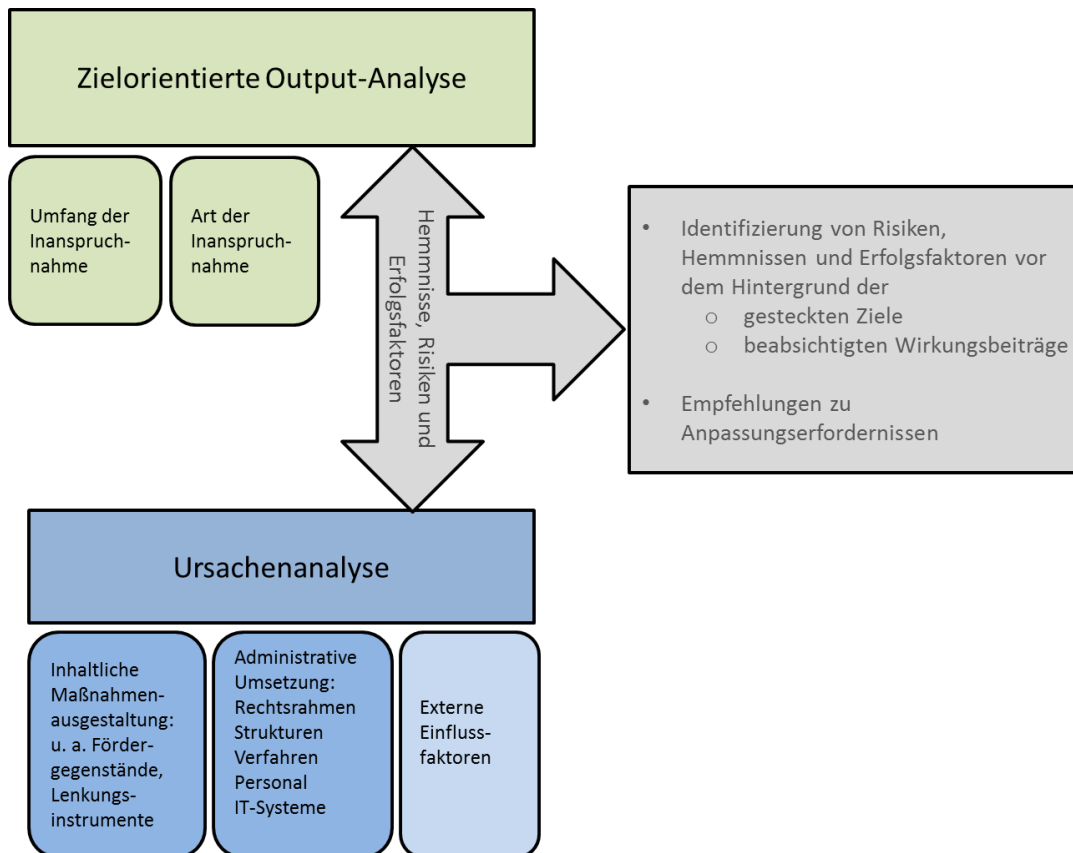 Zielorientierte Output-Analyse
Umfang der
Inanspruch-
nahme
Art der
Inanspruch-
nahme
Hemmmnisse, Risiken und
Erfolgsfaktoren
• Identifizierung von Risiken,
Hemmnissen und Erfolgsfaktoren vor
dem Hintergrund der
o gesteckten Ziele
o beabsichtigten Wirkungsbeiträge
• Empfehlungen zu
Anpassungserfordernissen
Ursachenanalyse
Inhaltliche
Maßnahmen-
ausgestaltung:
u. a. Förder-
gegenstände,
Lenkungs-
instrumente
Administrative
Umsetzung:
Rechtsrahmen
Strukturen
Verfahren
Personal
IT-Systeme
Externe
Einfluss-
faktoren